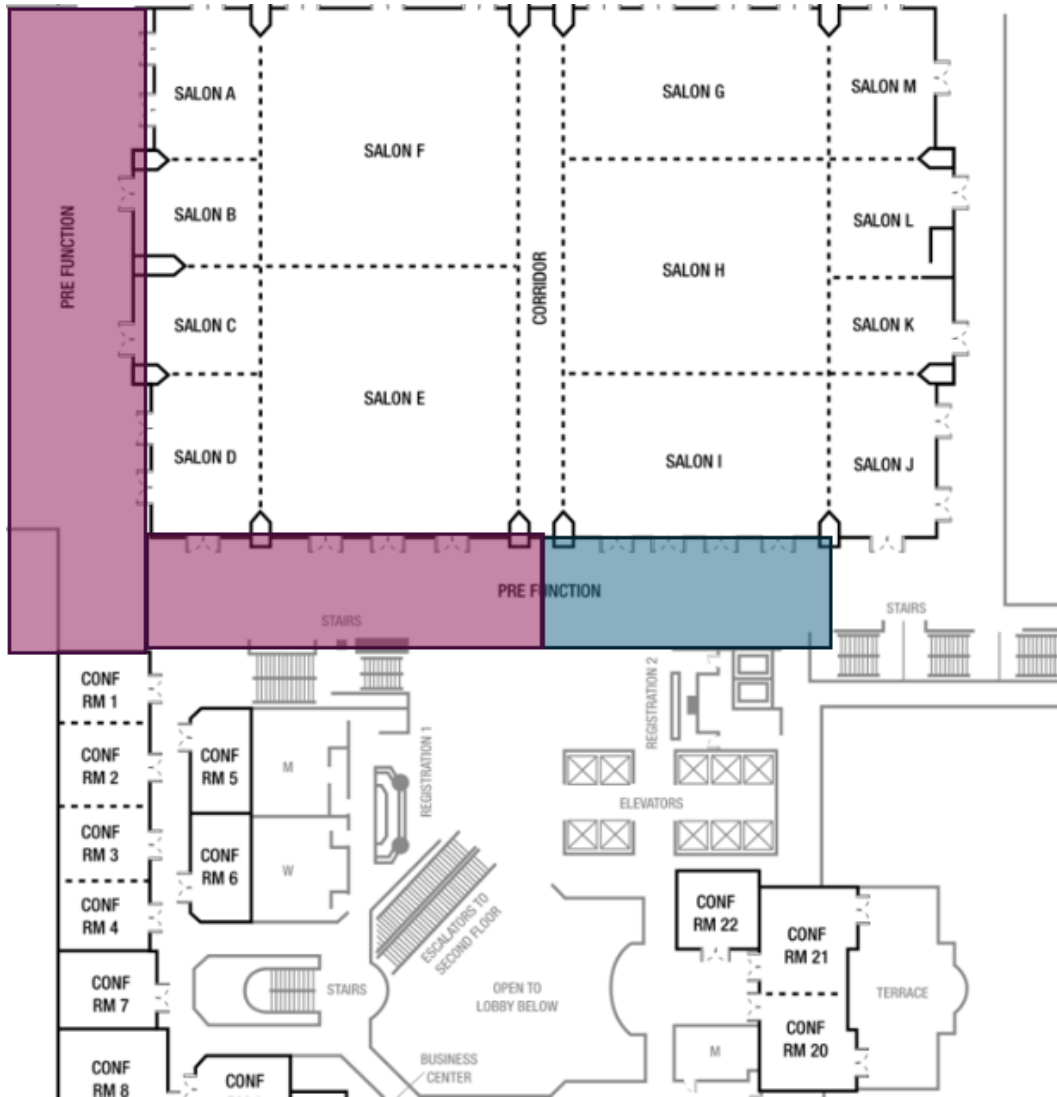 SALON A
SALON F
SALON G
SALON M
SALON B
SALON L
PRE FUNCTION
CORRIDOR
SALON H
SALON C
SALON K
SALON E
SALON D
SALON I
SALON J
PRE FUNCTION
STAIRS
STAIRS
CONF
RM 1
CONF
RM 2
CONF
RM 3
CONF
RM 4
CONF
RM 5
CONF
RM 6
M
W
REGISTRATION 1
REGISTRATION 2
ELEVATORS
ESCALATORS TO
SECOND FLOOR
CONF
RM 22
CONF
RM 21
CONF
RM 7
STAIRS
OPEN TO
LOBBY BELOW
TERRACE
CONF
RM 20
M
BUSINESS
CENTER
CONF
RM 8
CONF